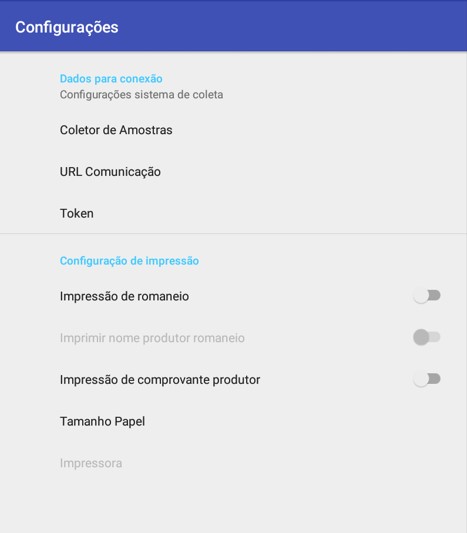 Configurações
Dados para conexão
Configurações sistema de coleta
Coletor de Amostras
URL Comunicação
Token
Configuração de impressão
Impressão de romaneio
Imprimir nome produtor romaneio
Impressão de comprovante produtor
Tamanho Papel
Impressora